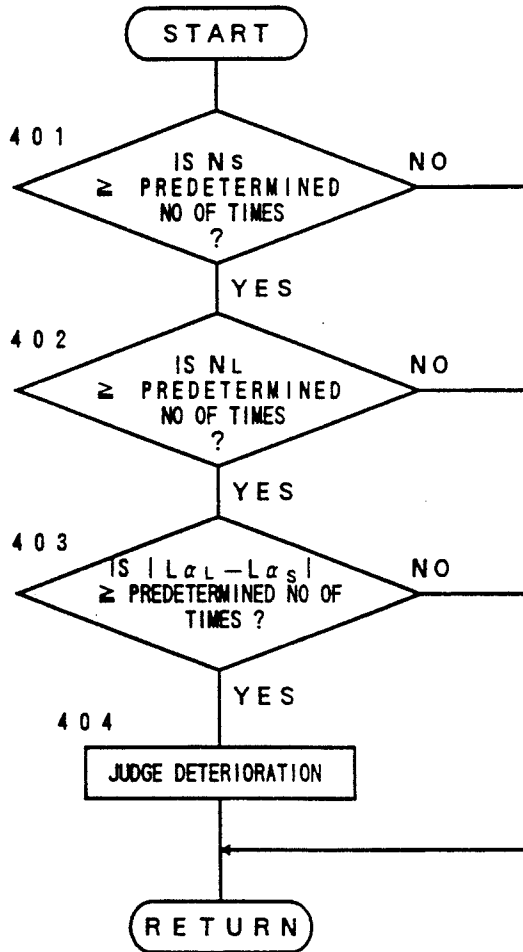 START
401
IS NS
≧ PREDETERMINED
NO OF TIMES
?
NO
YES
402
IS NL
≧ PREDETERMINED
NO OF TIMES
?
NO
YES
403
IS |LαL−LαS|
≧ PREDETERMINED NO OF
TIMES ?
NO
YES
404
JUDGE DETERIORATION
RETURN